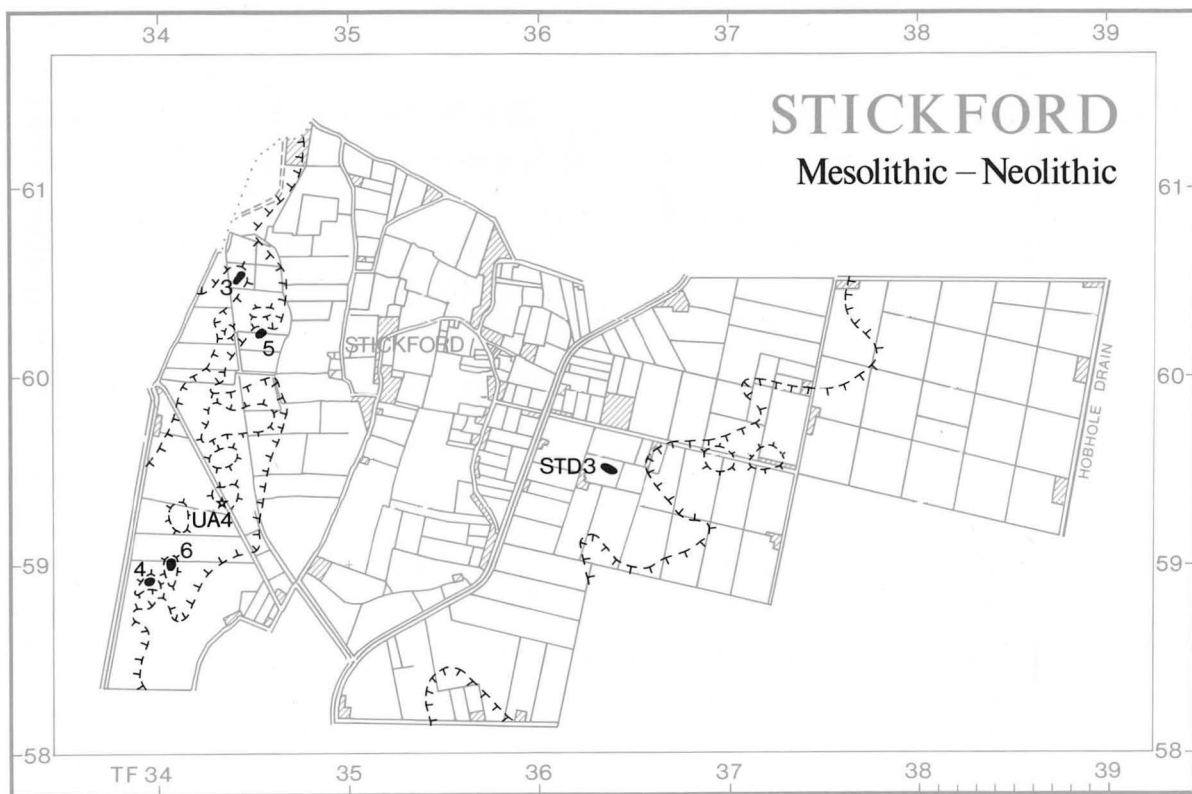 34 35 36 37 38 39
STICKFORD
Mesolithic – Neolithic
61 61
3
5
STICKFORD
60 60
HOBHOLE DRAIN
STD3
UA4
6
59 59
4
58 58
TF 34 35 36 37 38 39